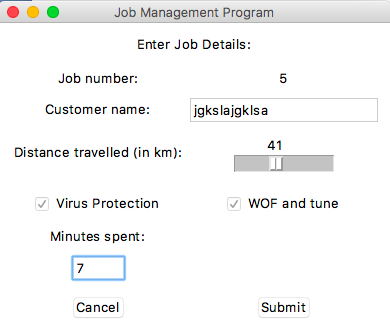 Job Management Program
Enter Job Details:
Job number: 5
Customer name: jgkslajgklsa
41
Distance travelled (in km):
Virus Protection WOF and tune
Minutes spent:
7
Cancel Submit